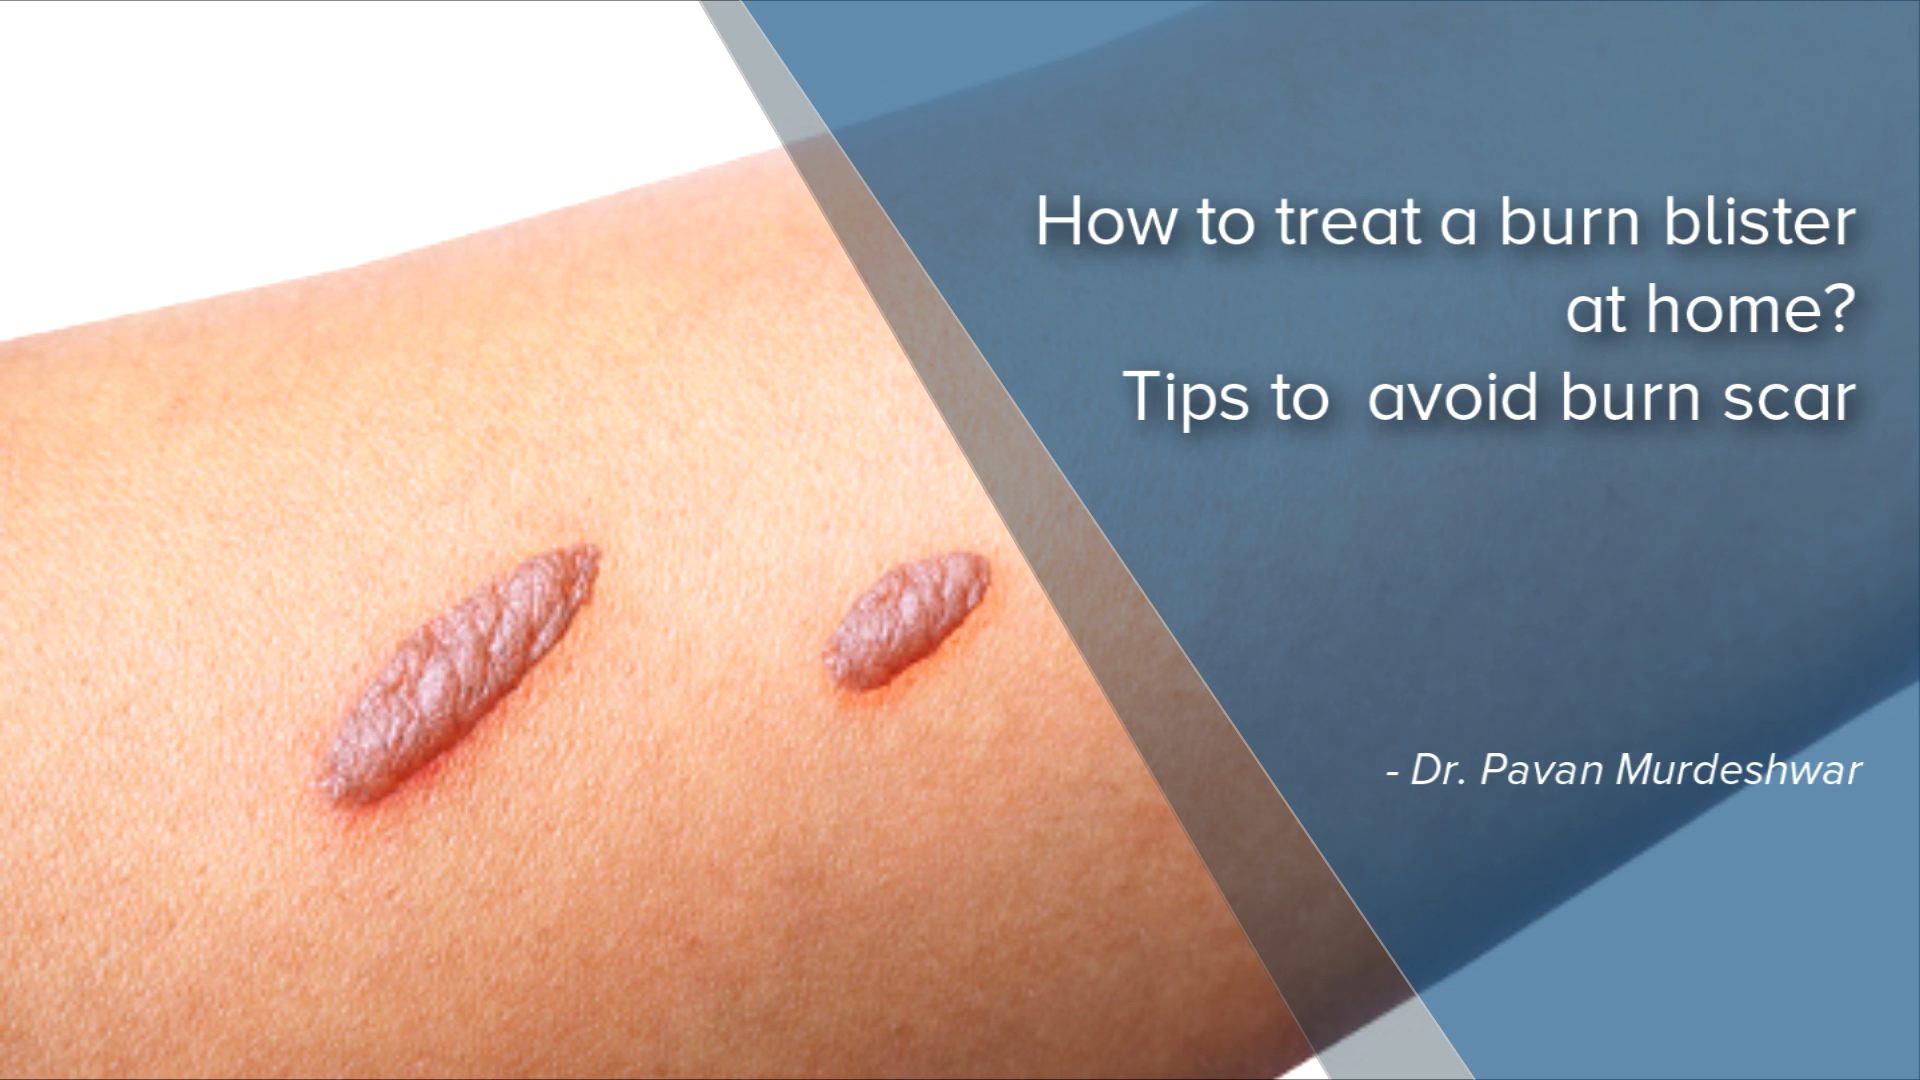 How to treat a burn blister
at home?
Tips to  avoid burn scar
- Dr. Pavan Murdeshwar